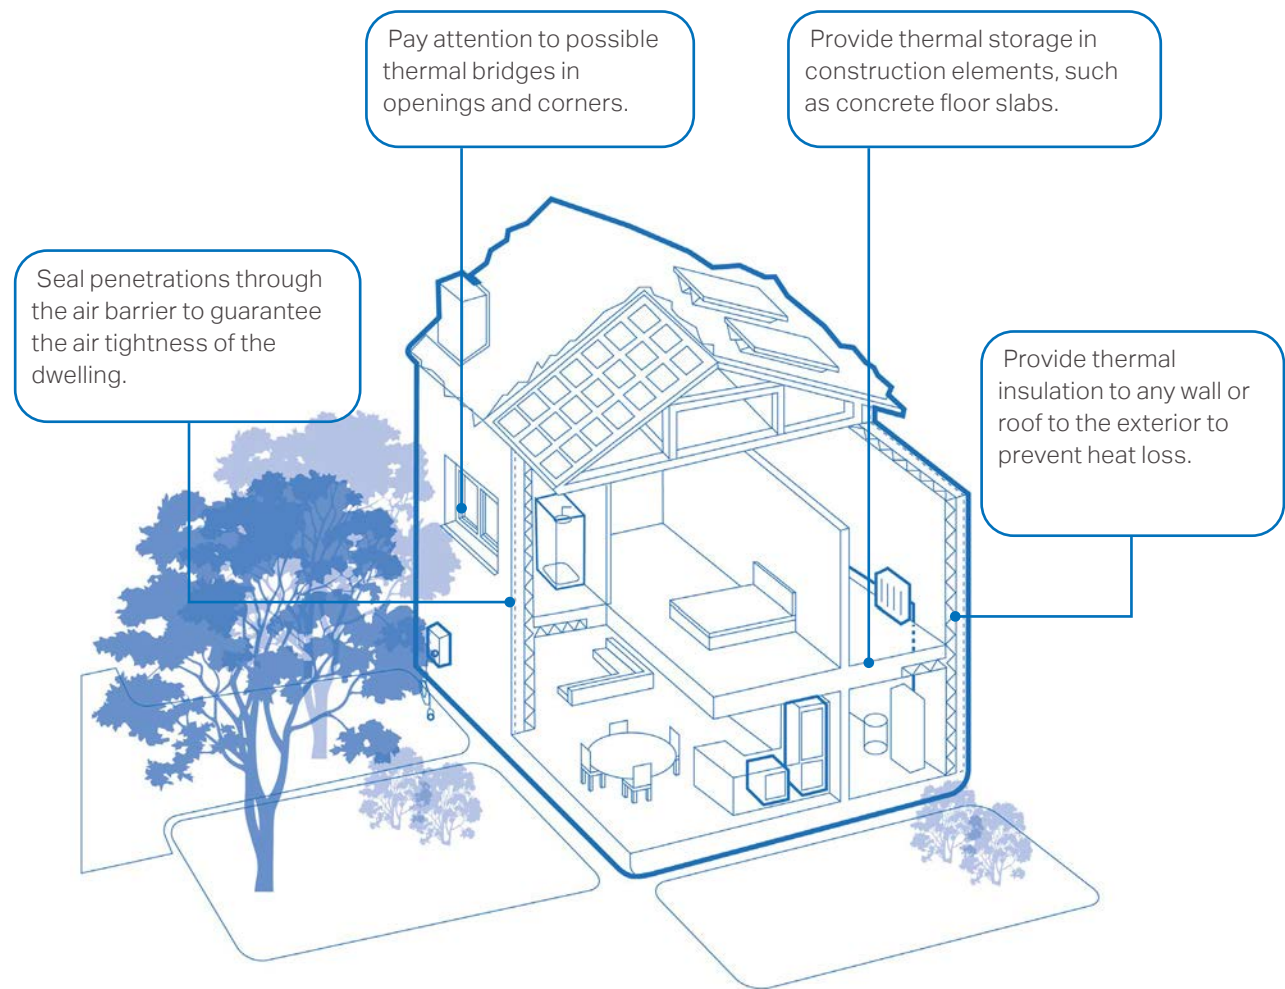 Pay attention to possible
thermal bridges in
openings and corners.
Provide thermal storage in
construction elements, such
as concrete floor slabs.
Seal penetrations through
the air barrier to guarantee
the air tightness of the
dwelling.
Provide thermal
insulation to any wall or
roof to the exterior to
prevent heat loss.